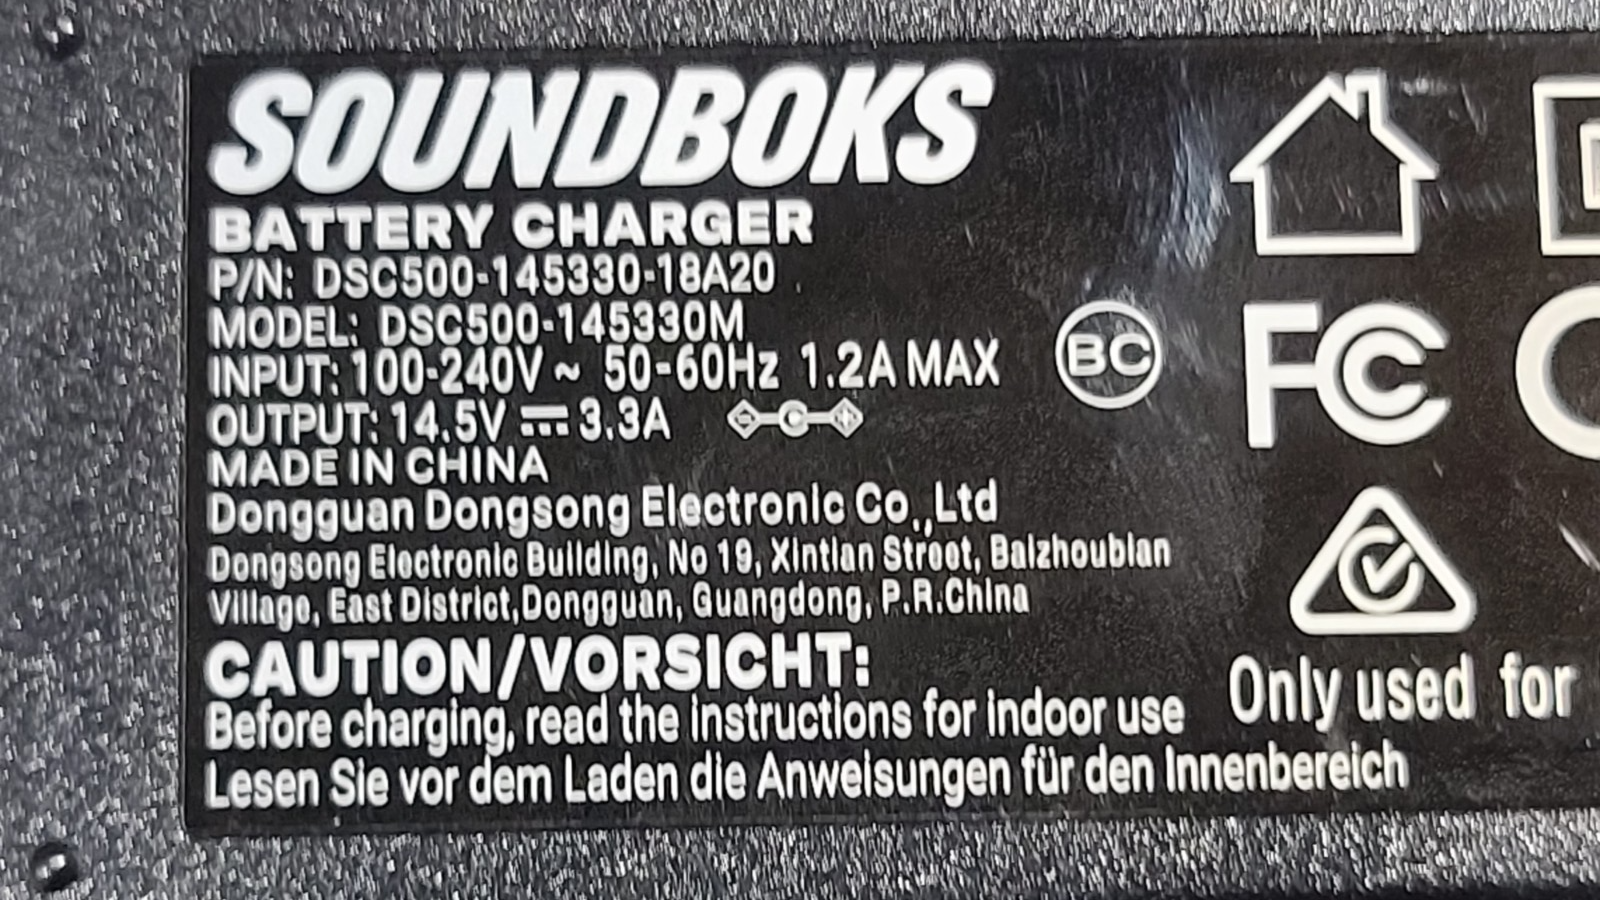 SOUNDBOKS
BATTERY CHARGER
P/N: DSC500-145330-18A20
MODEL: DSC500-145330M
INPUT: 100-240V ~ 50-60Hz 1.2A MAX
OUTPUT: 14.5V ⎓ 3.3A
MADE IN CHINA
Dongguan Dongsong Electronic Co.,Ltd
Dongsong Electronic Building, No 19, Xintian Street, Baizhoubian
Village, East District,Dongguan, Guangdong, P.R.China
CAUTION/VORSICHT:
Before charging, read the instructions for indoor use
Lesen Sie vor dem Laden die Anweisungen für den Innenbereich
BC
FC
Only used for